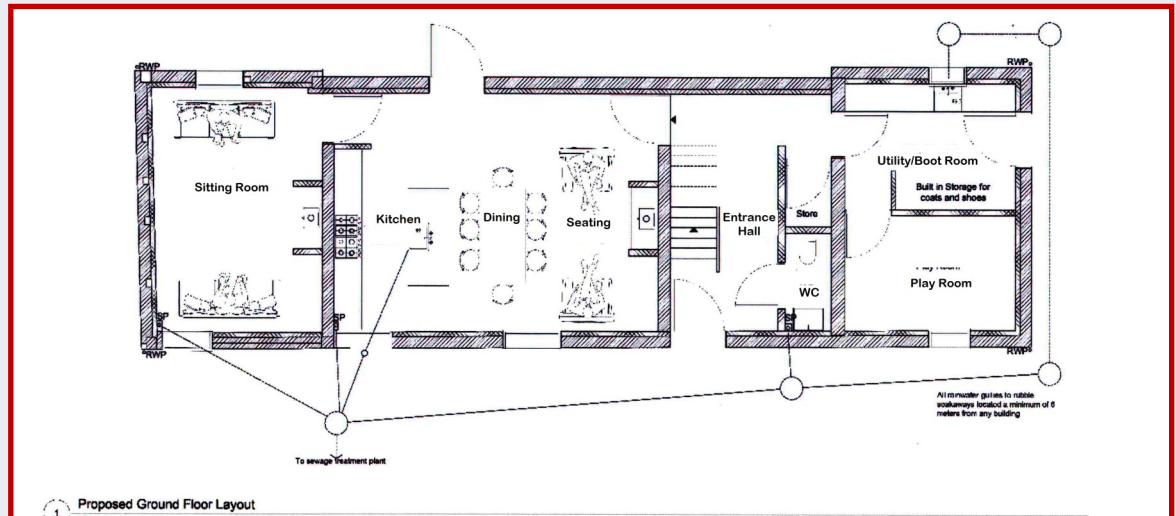 RWP
RWP
Sitting Room
Kitchen
Dining
Seating
Entrance
Hall
Store
WC
Utility/Boot Room
Built in Storage for
coats and shoes
Play Room
Play Room
SP
SP
SP
RWP
RWP
All rainwater gullies to rubble
soakaways located a minimum of 6
meters from any building
To sewage treatment plant
1
Proposed Ground Floor Layout